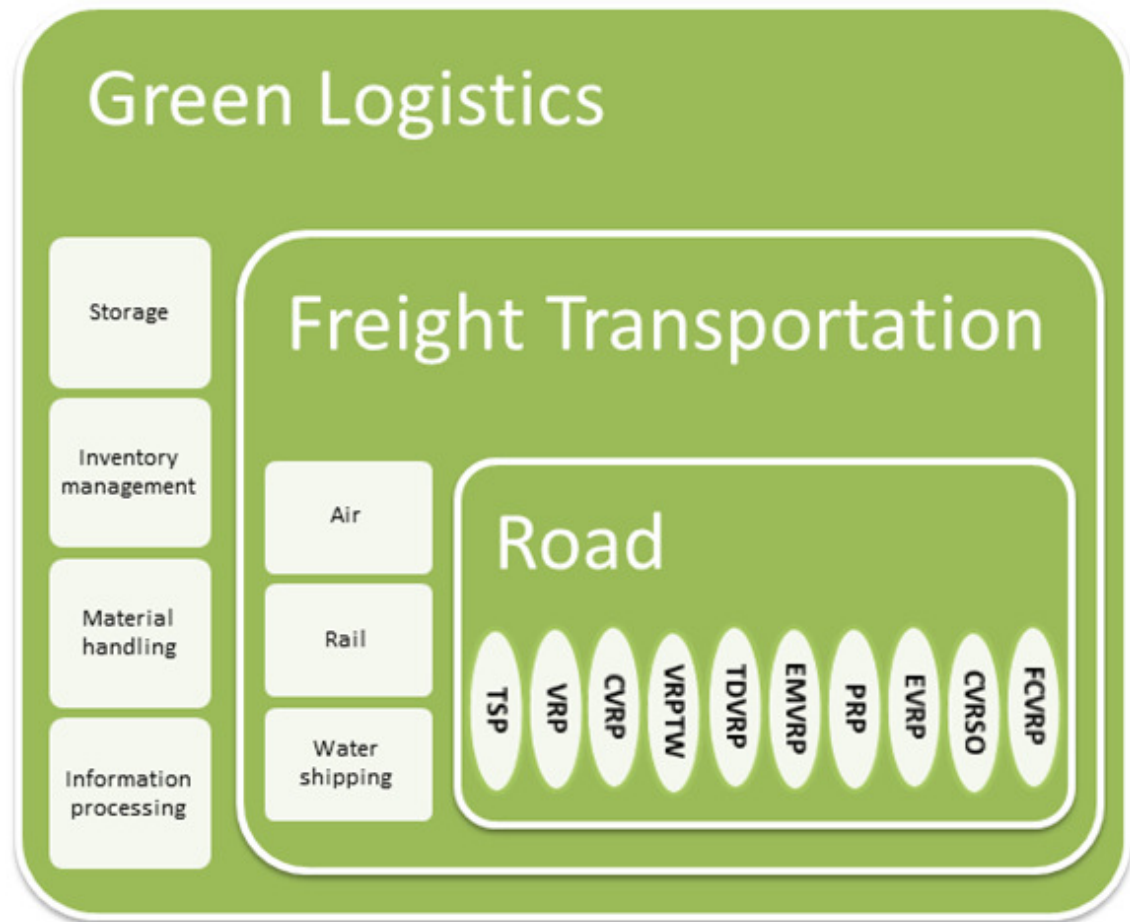 Green Logistics
Storage
Inventory
management
Material
handling
Information
processing
Freight Transportation
Air
Rail
Water
shipping
Road
TSP
VRP
CVRP
VRPTW
TDVRP
EMVRP
PRP
EVRP
CVRSO
FCVRP